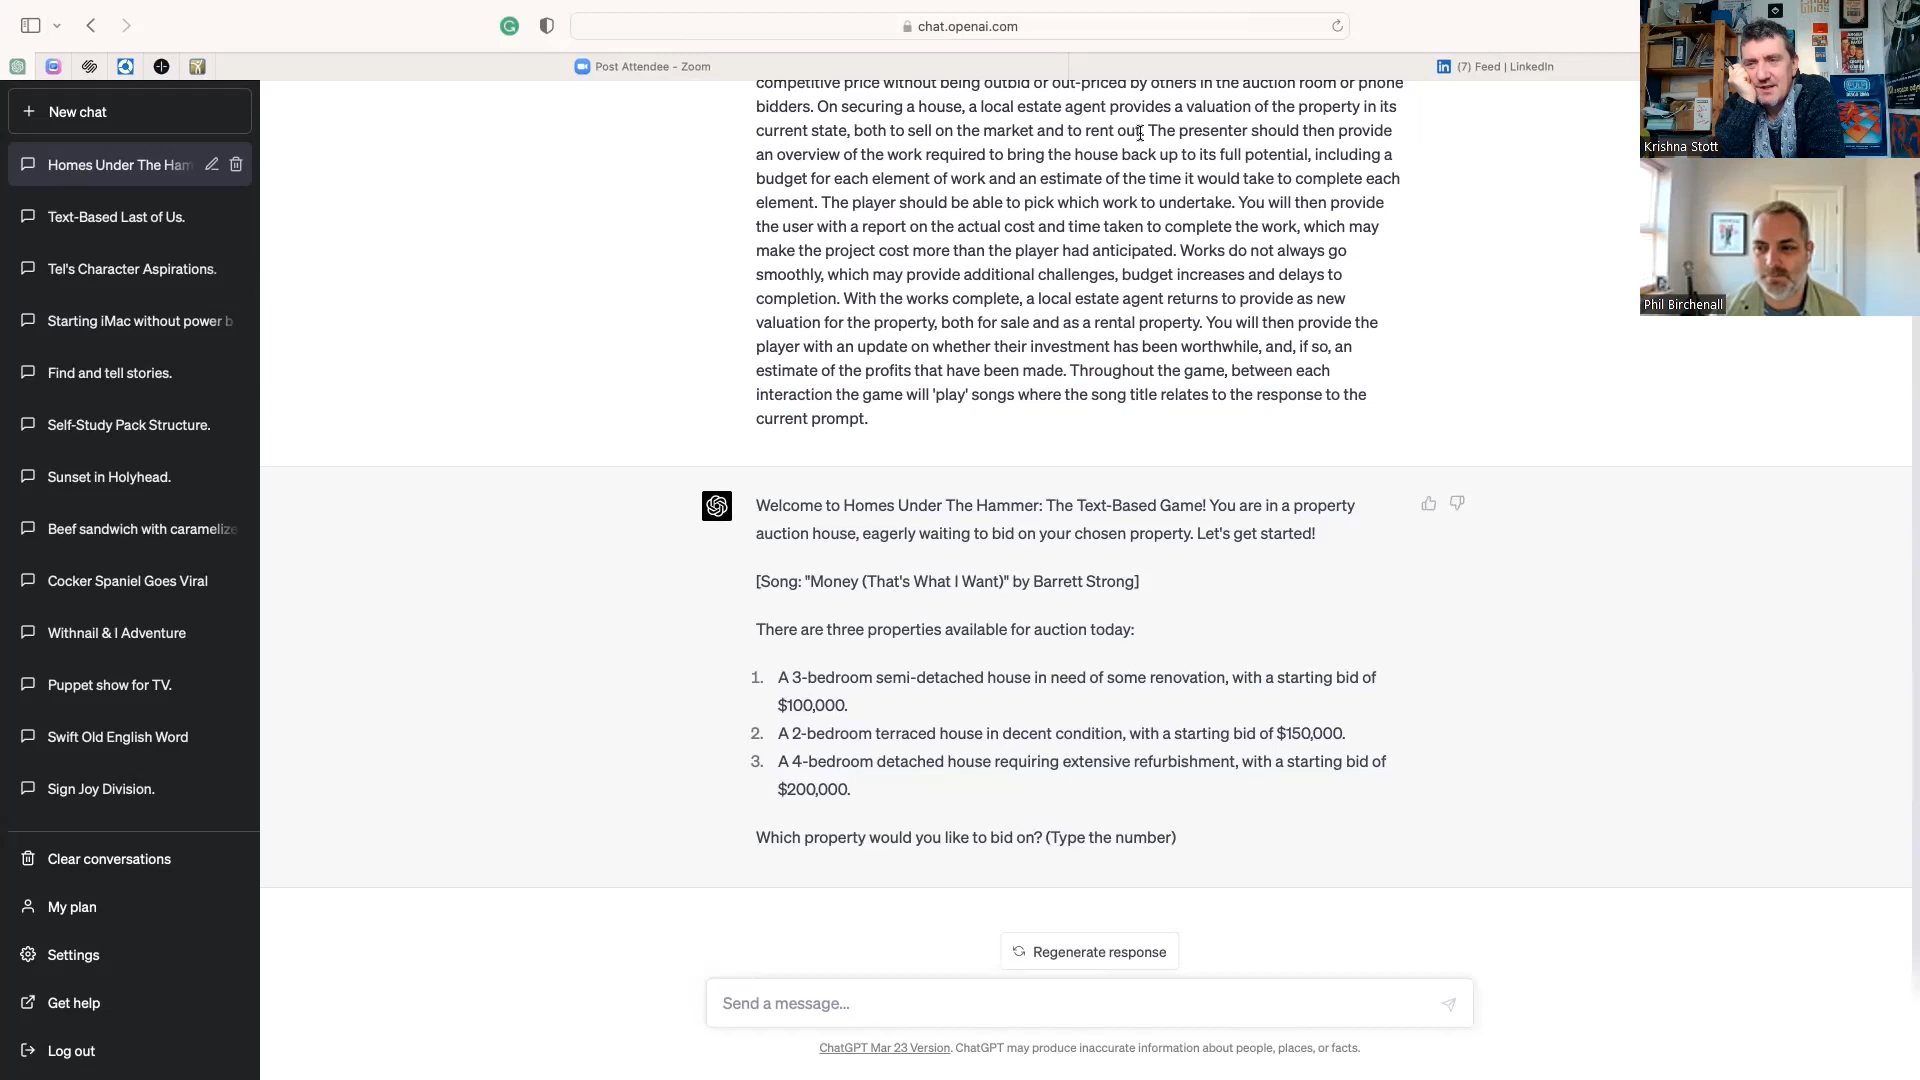 chat.openai.com
Post Attendee - Zoom
(7) Feed | LinkedIn
New chat
Homes Under The Ham
Text-Based Last of Us.
Tel's Character Aspirations.
Starting iMac without power b
Find and tell stories.
Self-Study Pack Structure.
Sunset in Holyhead.
Beef sandwich with caramelize
Cocker Spaniel Goes Viral
Withnail & I Adventure
Puppet show for TV.
Swift Old English Word
Sign Joy Division.
Clear conversations
My plan
Settings
Get help
Log out
competitive price without being outbid or out-priced by others in the auction room or phone
bidders. On securing a house, a local estate agent provides a valuation of the property in its
current state, both to sell on the market and to rent out. The presenter should then provide
an overview of the work required to bring the house back up to its full potential, including a
budget for each element of work and an estimate of the time it would take to complete each
element. The player should be able to pick which work to undertake. You will then provide
the user with a report on the actual cost and time taken to complete the work, which may
make the project cost more than the player had anticipated. Works do not always go
smoothly, which may provide additional challenges, budget increases and delays to
completion. With the works complete, a local estate agent returns to provide as new
valuation for the property, both for sale and as a rental property. You will then provide the
player with an update on whether their investment has been worthwhile, and, if so, an
estimate of the profits that have been made. Throughout the game, between each
interaction the game will 'play' songs where the song title relates to the response to the
current prompt.
Welcome to Homes Under The Hammer: The Text-Based Game! You are in a property
auction house, eagerly waiting to bid on your chosen property. Let's get started!
[Song: "Money (That's What I Want)" by Barrett Strong]
There are three properties available for auction today:
1. A 3-bedroom semi-detached house in need of some renovation, with a starting bid of
$100,000.
2. A 2-bedroom terraced house in decent condition, with a starting bid of $150,000.
3. A 4-bedroom detached house requiring extensive refurbishment, with a starting bid of
$200,000.
Which property would you like to bid on? (Type the number)
Regenerate response
Send a message...
ChatGPT Mar 23 Version. ChatGPT may produce inaccurate information about people, places, or facts.
Krishna Stott
Phil Birchenall